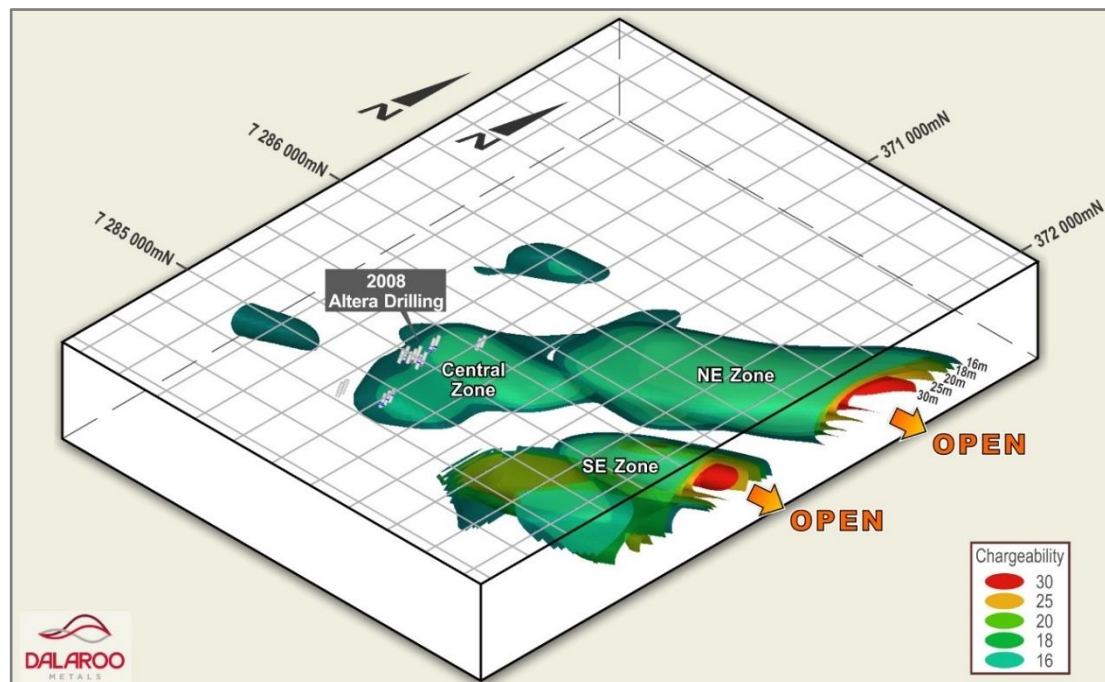 N
N
7 286 000mN
7 285 000mN
371 000mN
372 000mN
2008
Altera Drilling
Central
Zone
NE Zone
SE Zone
16m
18m
20m
25m
30m
OPEN
OPEN
Chargeability
30
25
20
18
16
DALAROO
METALS